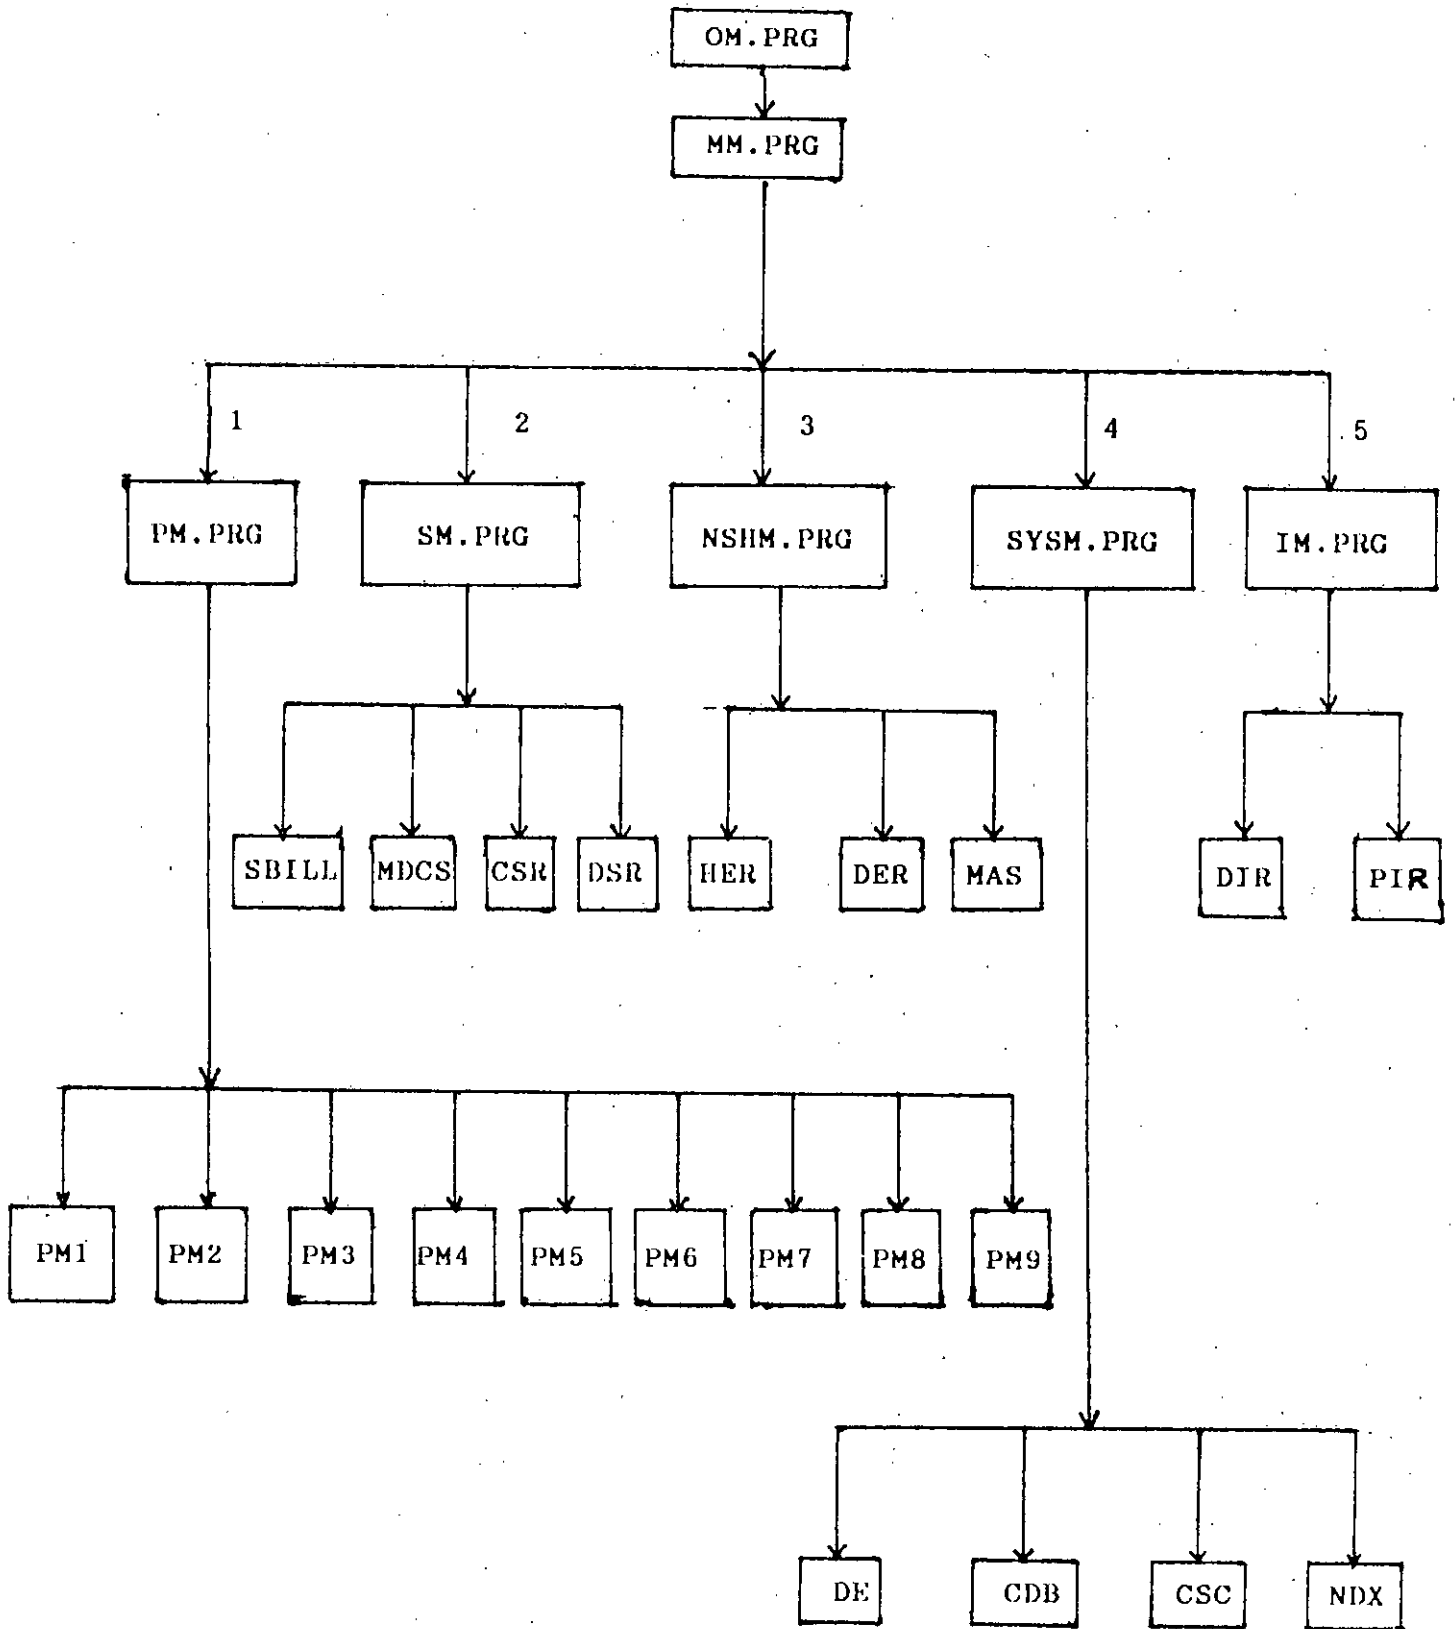 OM.PRG
MM.PRG
1 2 3 4 5
PM.PRG SM.PRG NSHM.PRG SYSM.PRG IM.PRG
SBILL MDCS CSR DSR HER DER MAS DIR PIR
PM1 PM2 PM3 PM4 PM5 PM6 PM7 PM8 PM9
DE CDB CSC NDX